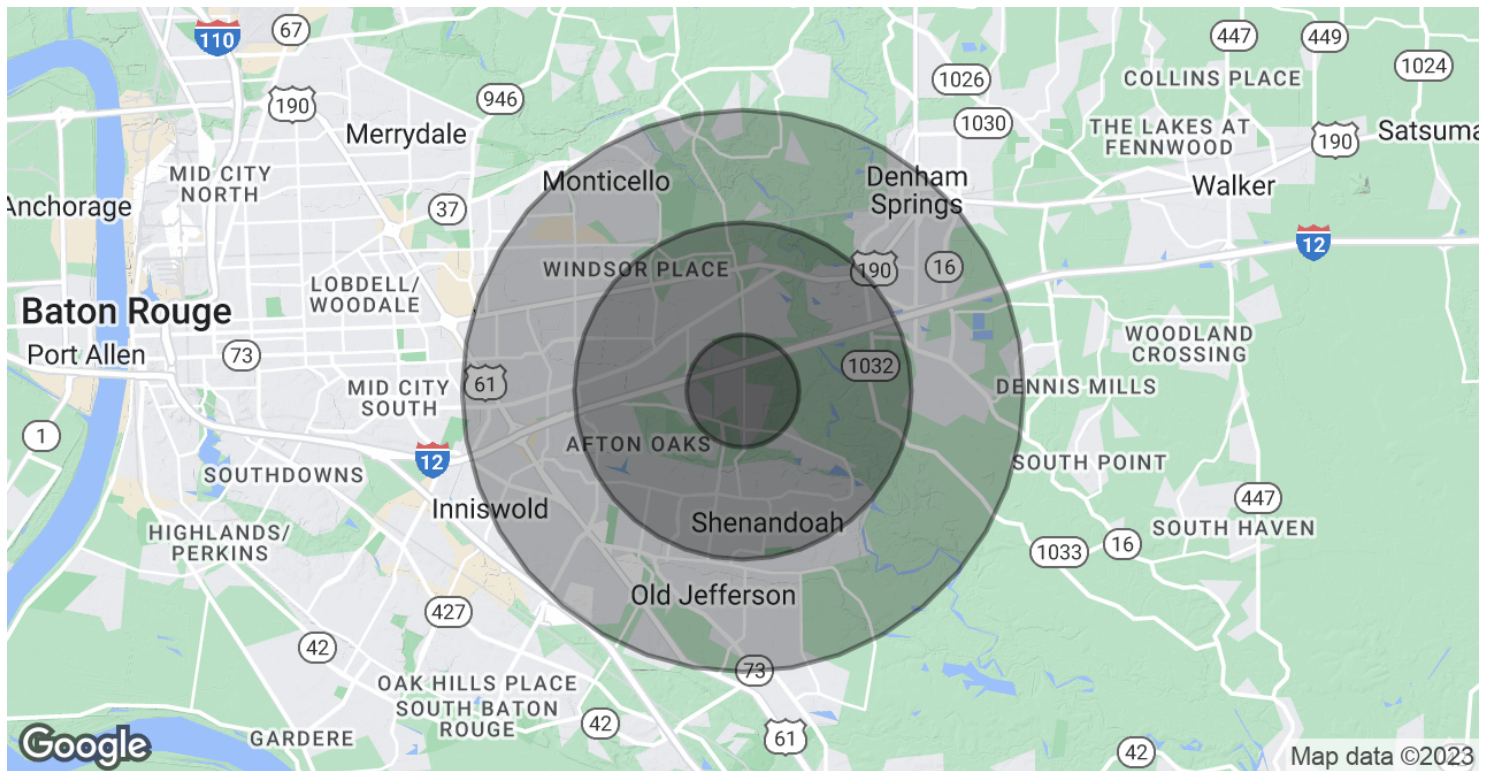 110
67
447
449
1024
1026
COLLINS PLACE
190
946
1030
Merrydale
THE LAKES AT
FENNWOOD
190
Satsuma
MID CITY
NORTH
Monticello
Denham
Springs
Walker
Anchorage
37
12
WINDSOR PLACE
190
16
LOBDELL/
WOODALE
Baton Rouge
WOODLAND
CROSSING
Port Allen
73
1032
MID CITY
SOUTH
61
DENNIS MILLS
1
AFTON OAKS
12
SOUTH POINT
SOUTHDOWNS
447
Inniswold
Shenandoah
SOUTH HAVEN
HIGHLANDS/
PERKINS
1033
16
Old Jefferson
427
42
73
OAK HILLS PLACE
SOUTH BATON
ROUGE
42
GARDERE
61
42
Google
Map data ©2023